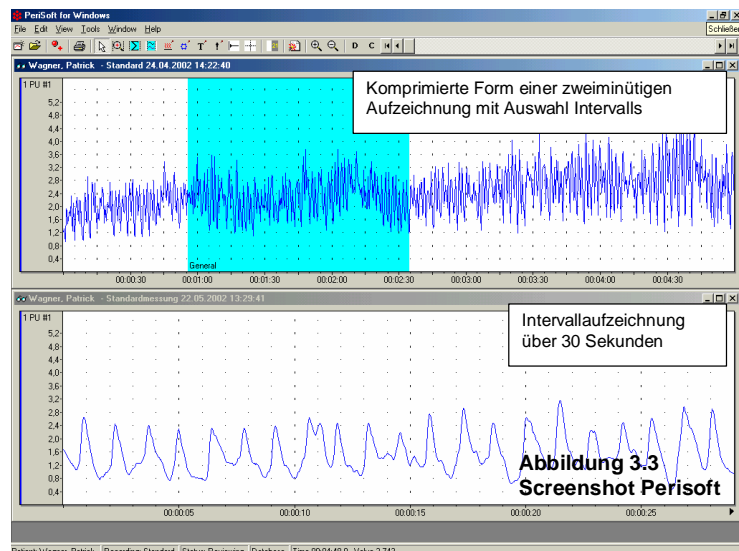 PeriSoft for Windows
File Edit View Tools Window Help
Schließen
T D C
Wagner, Patrick - Standard 24.04.2002 14:22:40
1 PU #1
Komprimierte Form einer zweiminütigen
Aufzeichnung mit Auswahl Intervalls
5,2
4,8
4,4
4,0
3,6
3,2
2,8
2,4
2,0
1,6
1,2
0,8
0,4
General
00:00:30 00:01:00 00:01:30 00:02:00 00:02:30 00:03:00 00:03:30 00:04:00 00:04:30
Wagner, Patrick - Standardmessung 22.05.2002 13:29:41
1 PU #1
Intervallaufzeichnung
über 30 Sekunden
5,2
4,8
4,4
4,0
3,6
3,2
2,8
2,4
2,0
1,6
1,2
0,8
0,4
Abbildung 3.3
Screenshot Perisoft
00:00:05 00:00:10 00:00:15 00:00:20 00:00:25